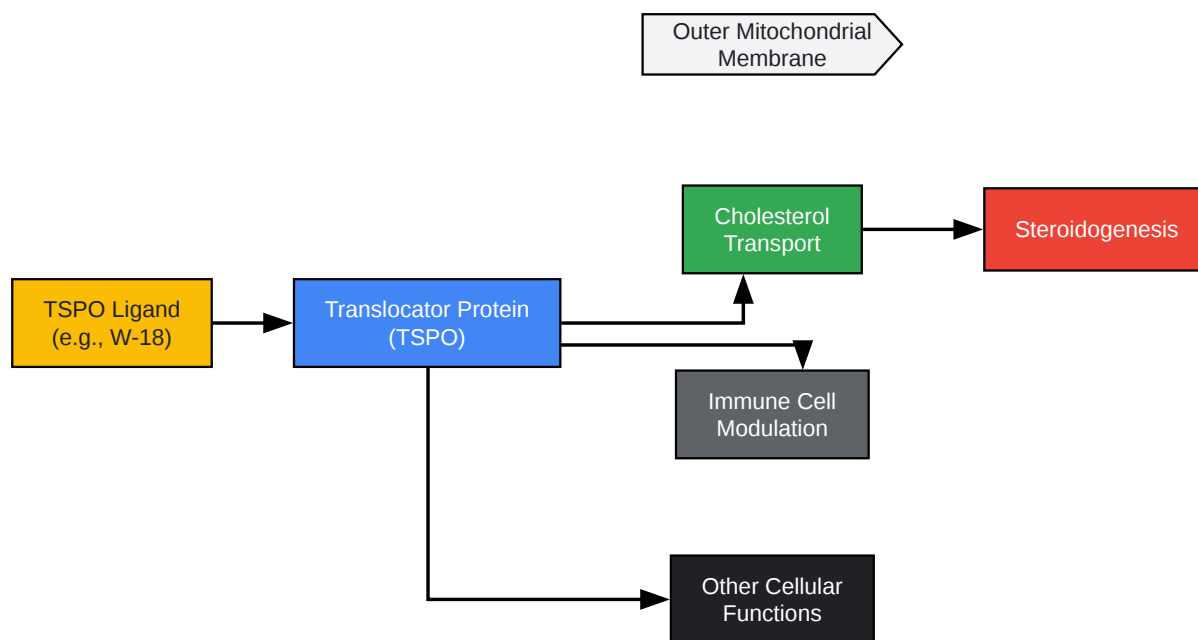 Outer Mitochondrial
Membrane
Cholesterol
Transport
Steroidogenesis
TSPO Ligand
(e.g., W-18)
Translocator Protein
(TSPO)
Immune Cell
Modulation
Other Cellular
Functions